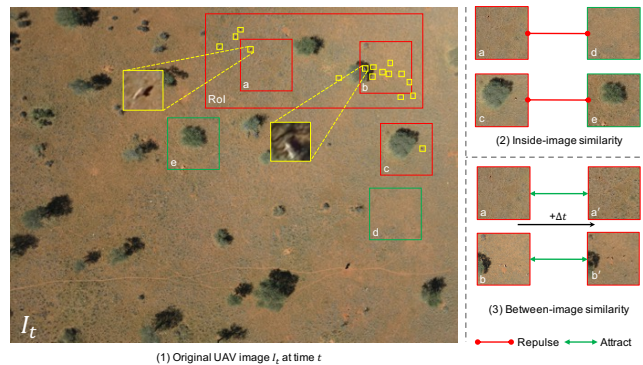 RoI
a
b
c
d
e
I_t
(1) Original UAV image I_t at time t
a
d
c
e
(2) Inside-image similarity
a
a′
+Δt
b
b′
(3) Between-image similarity
Repulse
Attract